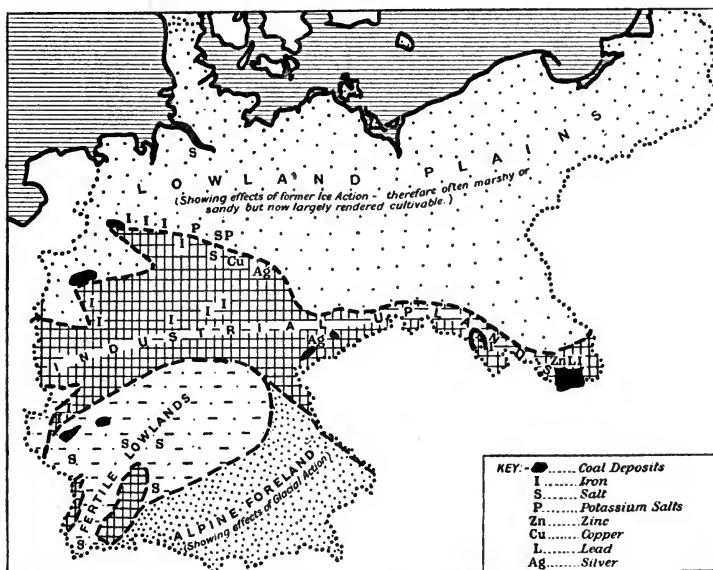 S
LOWLAND PLAINS
(Showing effects of former Ice Action - therefore often marshy or
sandy but now largely rendered cultivable.)
I I I P SP
I S Cu
Ag
I I
I I I
INDUSTRIAL UPLANDS
Ag
ZnLI
I I
FERTILE LOWLANDS
S S
S
S
S
ALPINE FORELAND
(Showing effects of Glacial Action)
KEY:- ...... Coal Deposits
I ........ Iron
S ........ Salt
P ........ Potassium Salts
Zn ........ Zinc
Cu ........ Copper
L ........ Lead
Ag ........ Silver